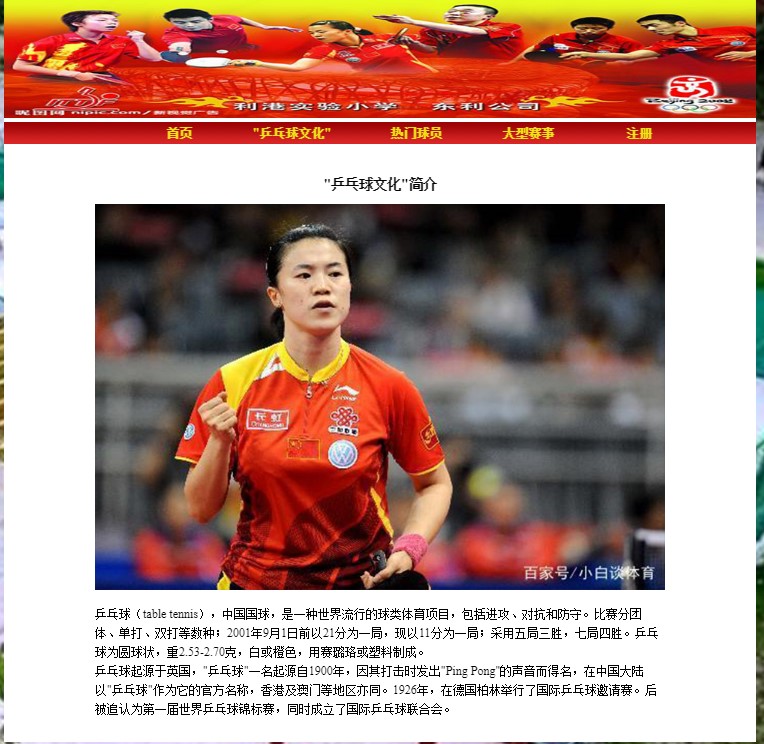 昵图网 nipic.com/新视觉广告
利港实验小学 东利公司
Beijing 2008
首页 "乒乓球文化" 热门球员 大型赛事 注册
"乒乓球文化"简介
长虹
CHANGHONG
百家号/小白谈体育
乒乓球（table tennis），中国国球，是一种世界流行的球类体育项目，包括进攻、对抗和防守。比赛分团
体、单打、双打等数种；2001年9月1日前以21分为一局，现以11分为一局；采用五局三胜，七局四胜。乒乓
球为圆球状，重2.53-2.70克，白或橙色，用赛璐珞或塑料制成。
乒乓球起源于英国，"乒乓球"一名起源自1900年，因其打击时发出"Ping Pong"的声音而得名，在中国大陆
以"乒乓球"作为它的官方名称，香港及澳门等地区亦同。1926年，在德国柏林举行了国际乒乓球邀请赛。后
被追认为第一届世界乒乓球锦标赛，同时成立了国际乒乓球联合会。